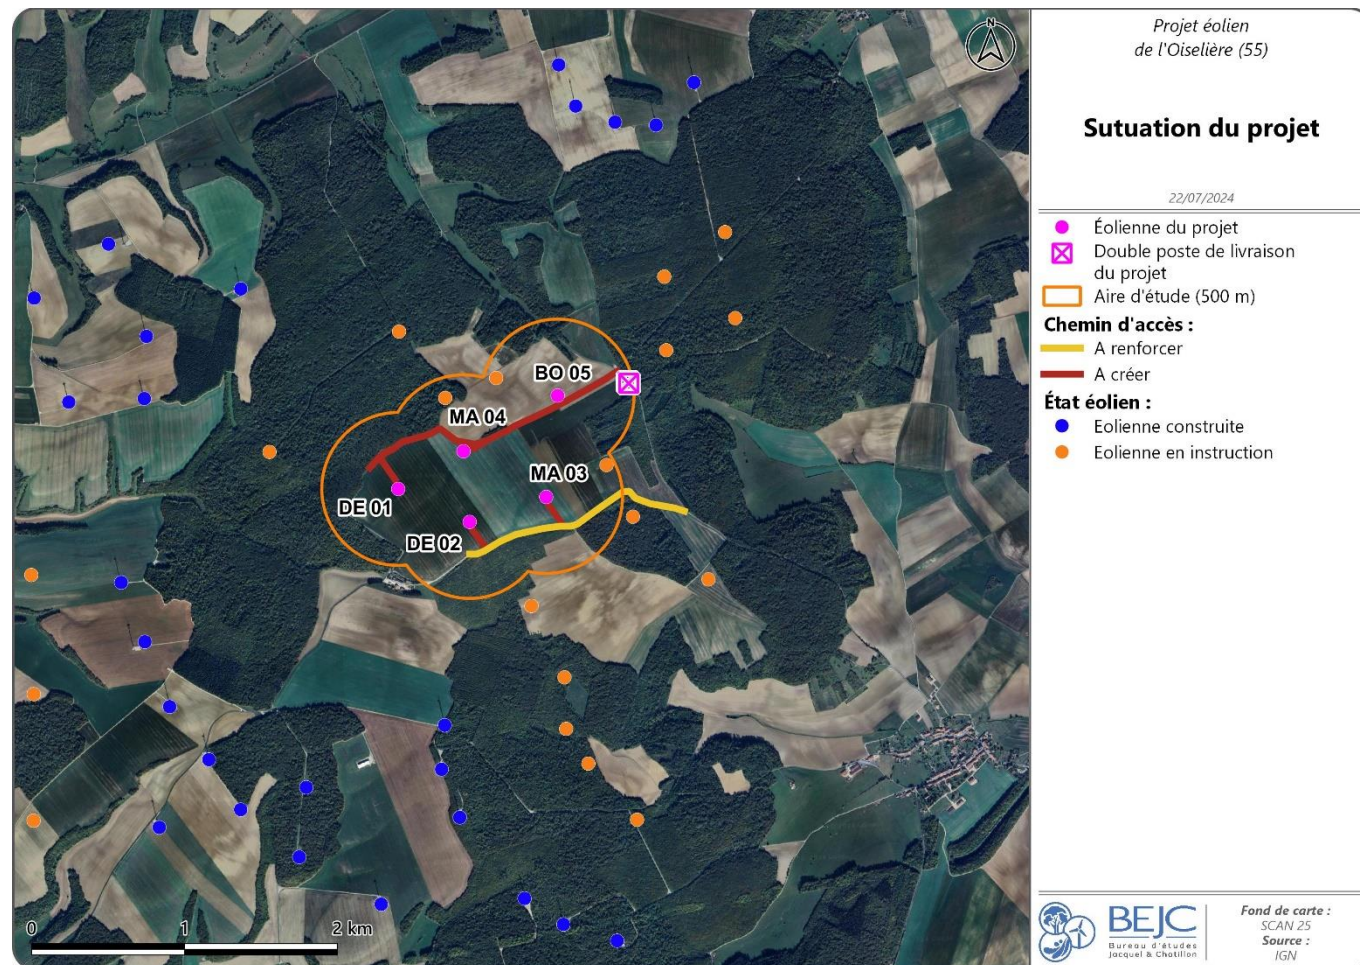 N
BO 05
MA 04
MA 03
DE 01
DE 02
0 1 2 km
Projet éolien
de l'Oiselière (55)
Sutuation du projet
22/07/2024
Éolienne du projet
Double poste de livraison
du projet
Aire d'étude (500 m)
Chemin d'accès :
A renforcer
A créer
État éolien :
Eolienne construite
Eolienne en instruction
BEJC
Bureau d'études
Jacquel & Chatillon
Fond de carte :
SCAN 25
Source :
IGN